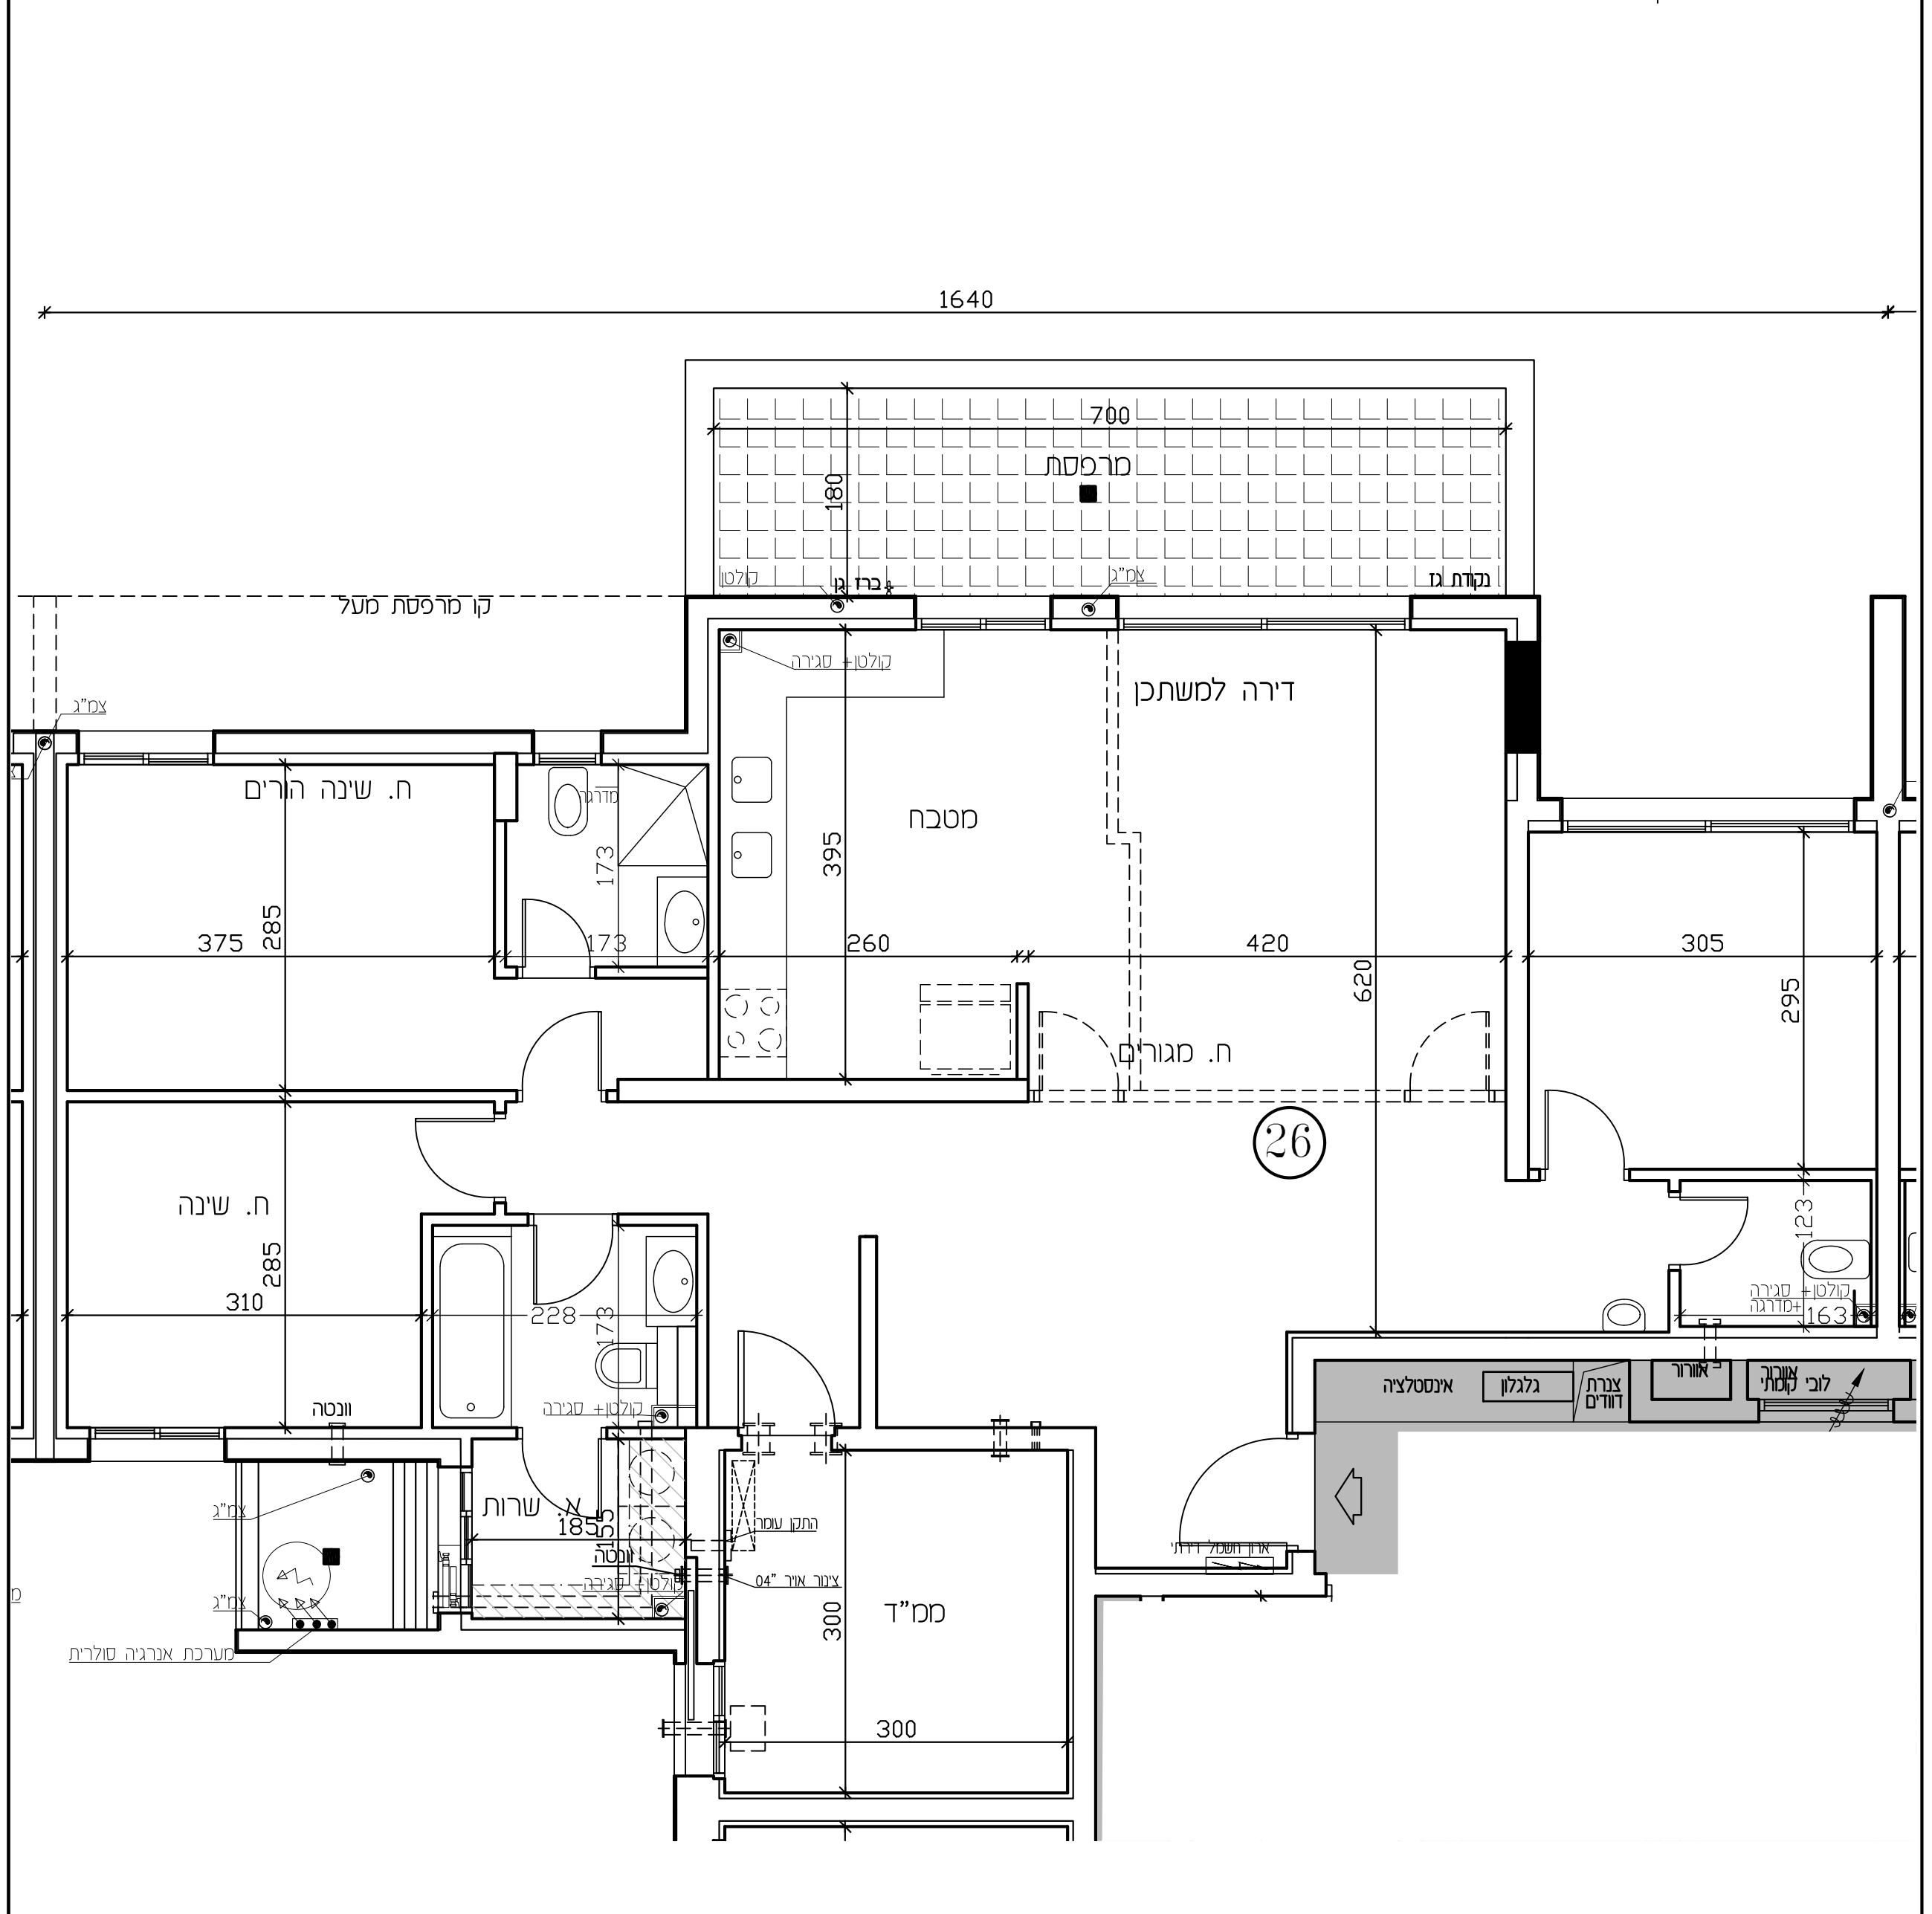 1640
700
מרפסת
180
קולטן
ברז גן
צמ"ג
נקודת גז
קו מרפסת מעל
קולטן+ סגירה
דירה למשתכן
צמ"ג
ח. שינה הורים
מדרגה
מטבח
173
395
285
375
173
260
420
305
620
295
ח. מגורים
26
ח. שינה
123
285
310
228
173
קולטן+ סגירה
+מדרגה
163
וונטה
קולטן+ סגירה
אינסטלציה
גלגלון
צנרת
דוודים
אוורור
אוורור
לובי קומתי
צמ"ג
א. שרות
185
155
התקן עומר
וונטה
ארון חשמל דירתי
קולטן+ סגירה
צינור אויר "04
צמ"ג
300
ממ"ד
מערכת אנרגיה סולרית
300